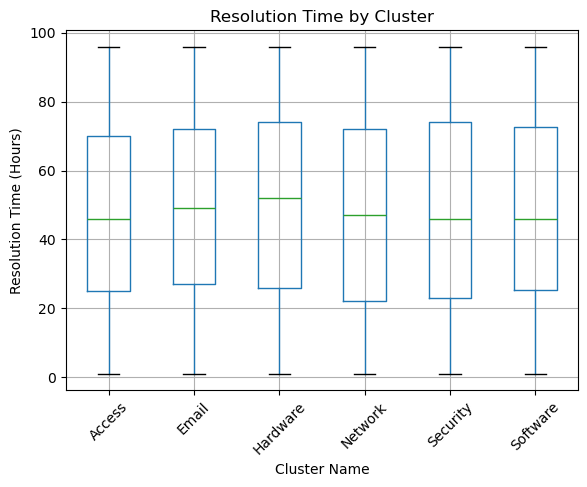 Resolution Time by Cluster
Resolution Time (Hours)
100
80
60
40
20
0
Access
Email
Hardware
Network
Security
Software
Cluster Name